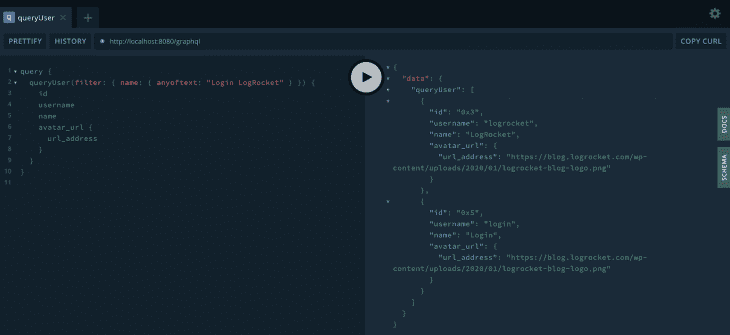 Q queryUser × +
PRETTIFY HISTORY http://localhost:8080/graphql COPY CURL
1 query {
2 queryUser(filter: { name: { anyoftext: "Login LogRocket" } }) {
3 id
4 username
5 name
6 avatar_url {
7 url_address
8 }
9 }
10 }
11
{
"data": {
"queryUser": [
{
"id": "0x3",
"username": "logrocket",
"name": "LogRocket",
"avatar_url": {
"url_address": "https://blog.logrocket.com/wp-
content/uploads/2020/01/logrocket-blog-logo.png"
}
},
{
"id": "0x5",
"username": "login",
"name": "Login",
"avatar_url": {
"url_address": "https://blog.logrocket.com/wp-
content/uploads/2020/01/logrocket-blog-logo.png"
}
}
]
}
}
DOCS
SCHEMA